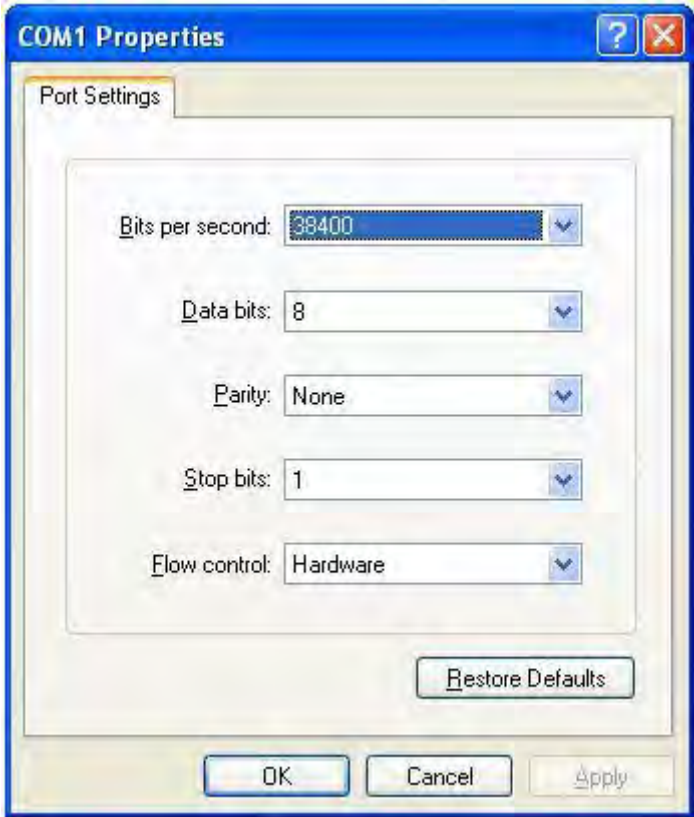 COM1 Properties
Port Settings
Bits per second: 38400
Data bits: 8
Parity: None
Stop bits: 1
Flow control: Hardware
Restore Defaults
OK Cancel Apply